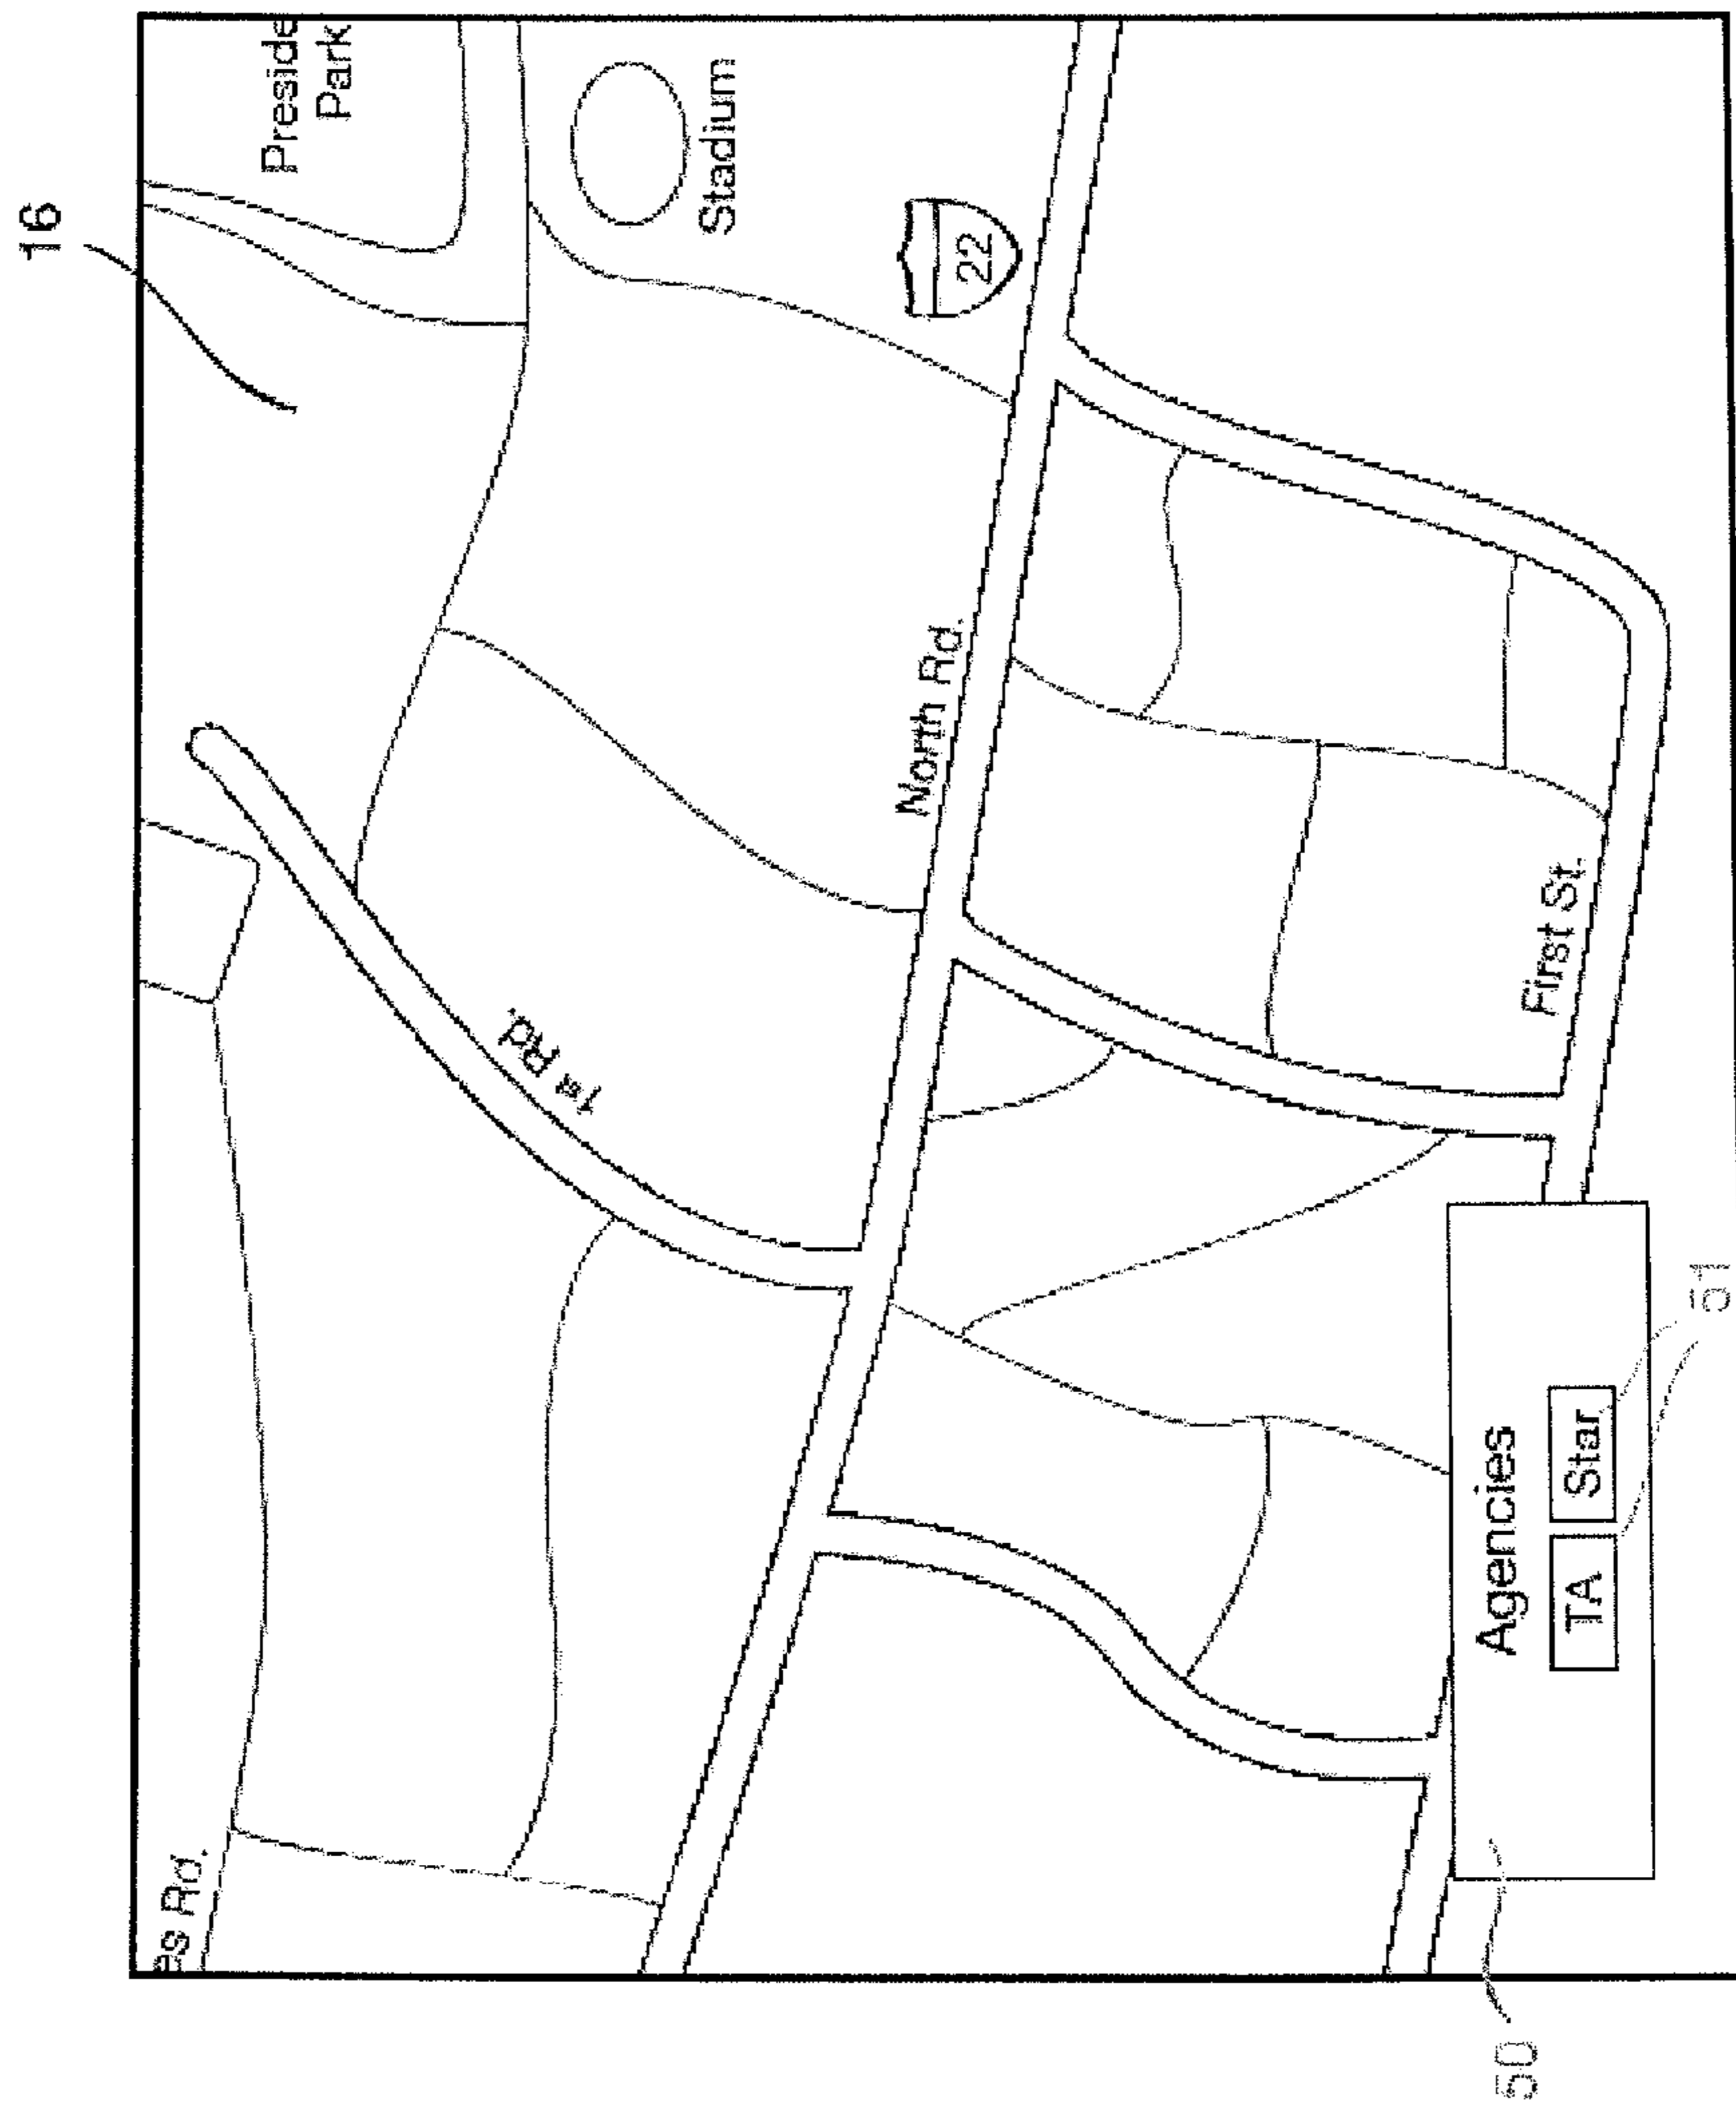 16
Preside
Park
Stadium
22
es Rd.
1st Rd.
North Rd.
First St.
Agencies
TA
Star
50
51